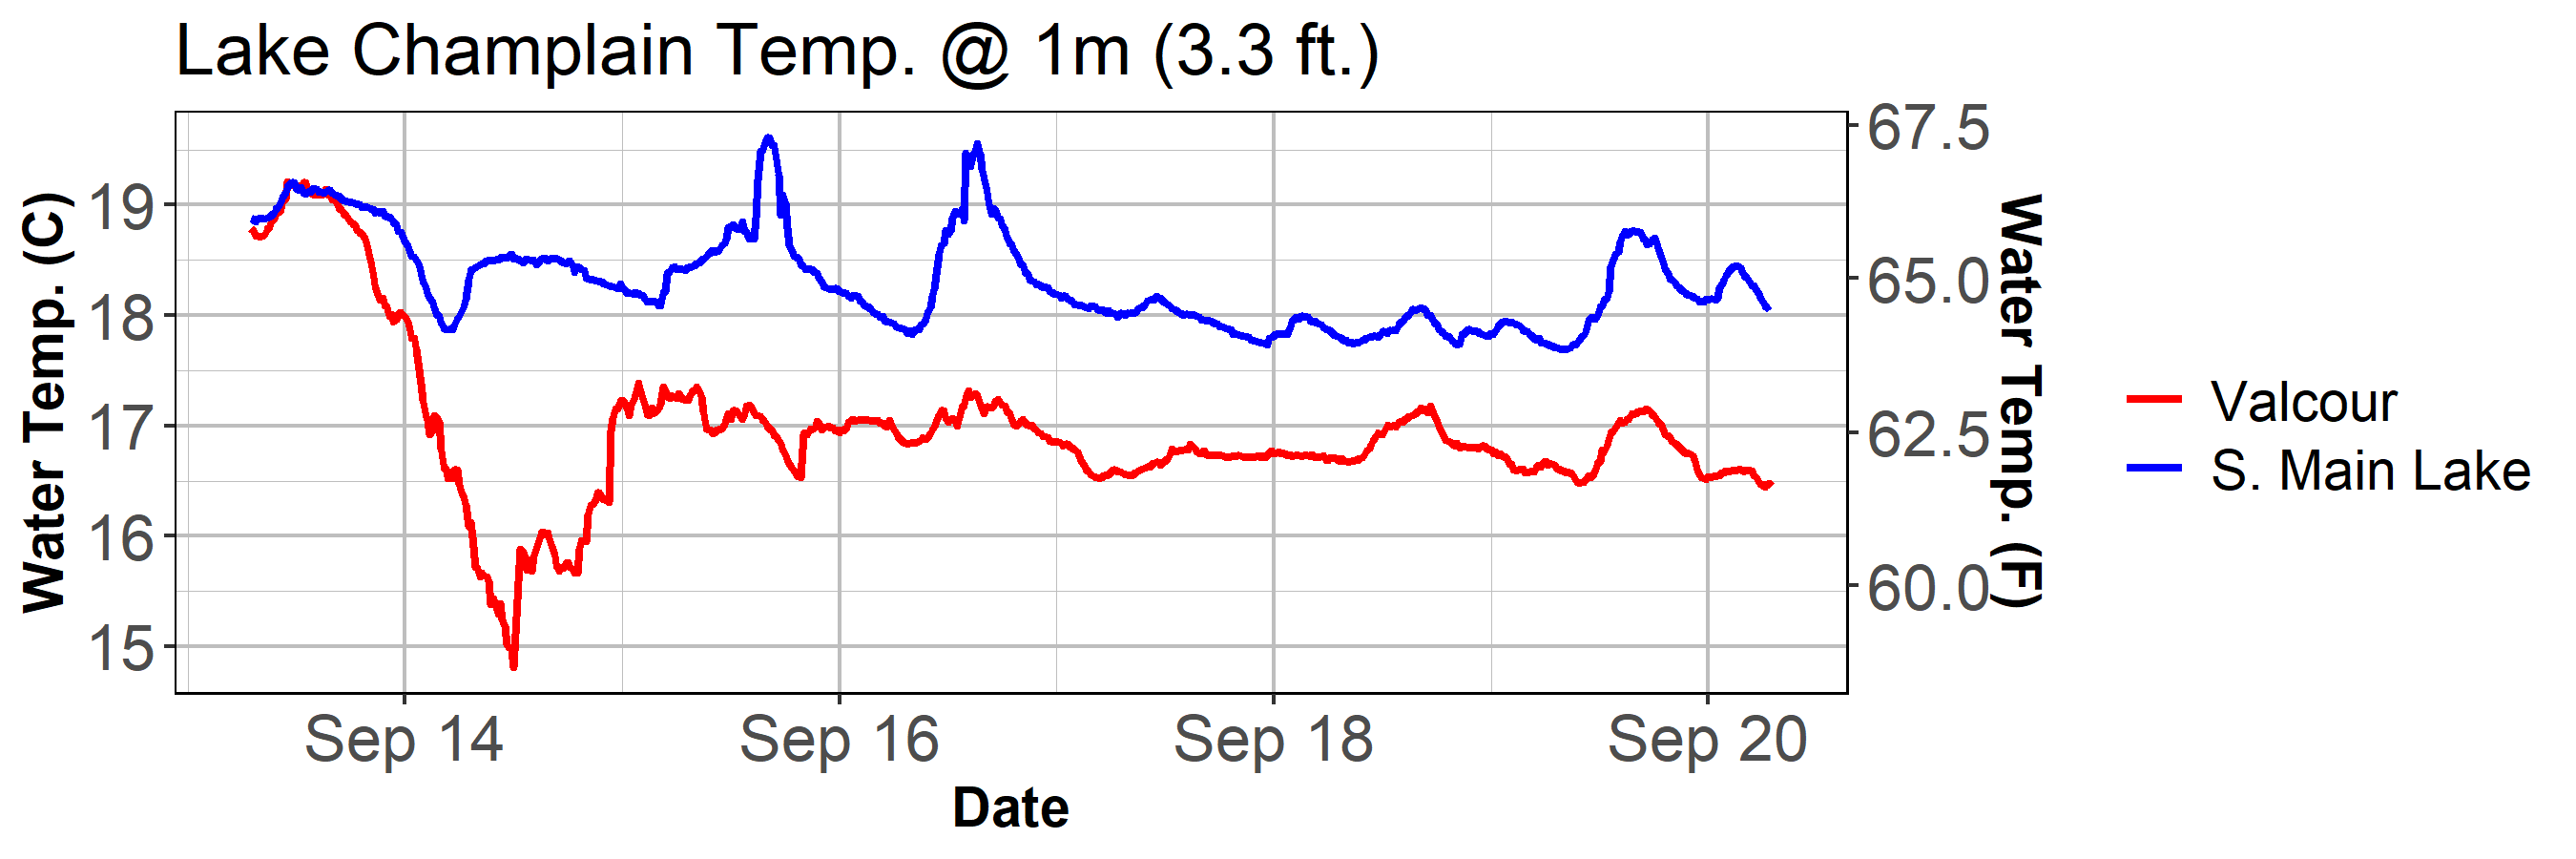 Lake Champlain Temp. @ 1m (3.3 ft.)
Water Temp. (C)
19
18
17
16
15
67.5
65.0
62.5
60.0
Water Temp. (F)
Sep 14 Sep 16 Sep 18 Sep 20
Date
Valcour
S. Main Lake